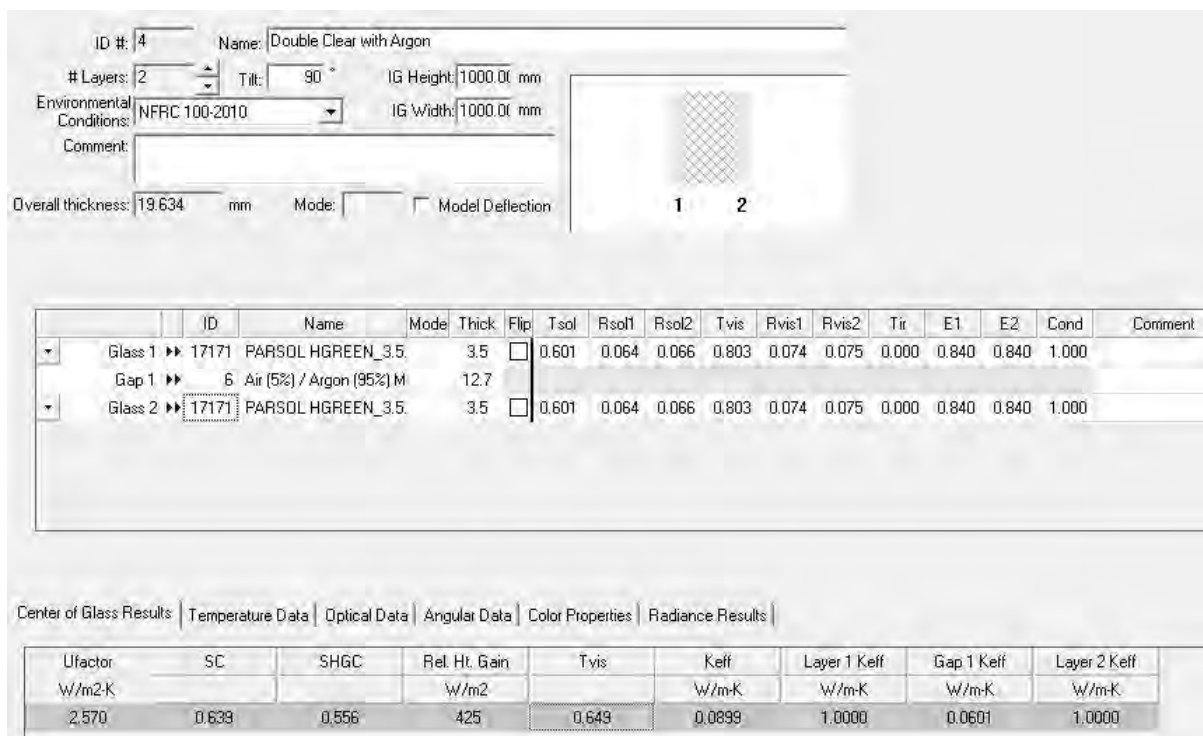 ID #: 4 Name: Double Clear with Argon
# Layers: 2 Tilt: 90 ° IG Height: 1000.00 mm
Environmental Conditions: NFRC 100-2010 IG Width: 1000.00 mm
Comment:
Overall thickness: 19.634 mm Mode: Model Deflection
1 2
ID Name Mode Thick Flip Tsol Rsol1 Rsol2 Tvis Rvis1 Rvis2 Tir E1 E2 Cond Comment
Glass 1 17171 PARSOL HGREEN_3.5. 3.5 0.601 0.064 0.066 0.803 0.074 0.075 0.000 0.840 0.840 1.000
Gap 1 6 Air (5%) / Argon (95%) M 12.7
Glass 2 17171 PARSOL HGREEN_3.5. 3.5 0.601 0.064 0.066 0.803 0.074 0.075 0.000 0.840 0.840 1.000
Center of Glass Results Temperature Data Optical Data Angular Data Color Properties Radiance Results
Ufactor SC SHGC Rel. Ht. Gain Tvis Keff Layer 1 Keff Gap 1 Keff Layer 2 Keff
W/m2-K W/m2 W/m-K W/m-K W/m-K W/m-K
2.570 0.639 0.556 425 0.649 0.0899 1.0000 0.0601 1.0000